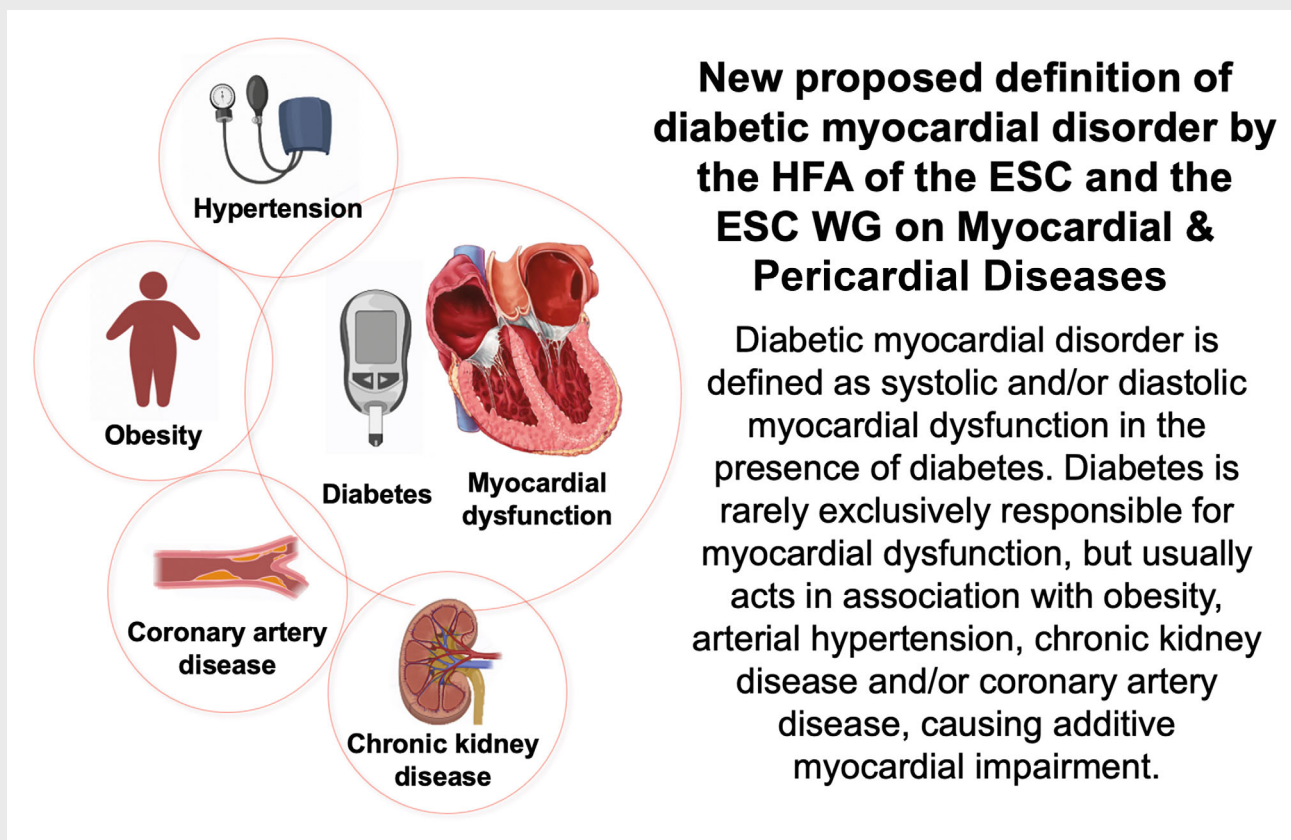 Hypertension
Obesity
Diabetes
Myocardial
dysfunction
Coronary artery
disease
Chronic kidney
disease
New proposed definition of
diabetic myocardial disorder by
the HFA of the ESC and the
ESC WG on Myocardial &
Pericardial Diseases
Diabetic myocardial disorder is
defined as systolic and/or diastolic
myocardial dysfunction in the
presence of diabetes. Diabetes is
rarely exclusively responsible for
myocardial dysfunction, but usually
acts in association with obesity,
arterial hypertension, chronic kidney
disease and/or coronary artery
disease, causing additive
myocardial impairment.